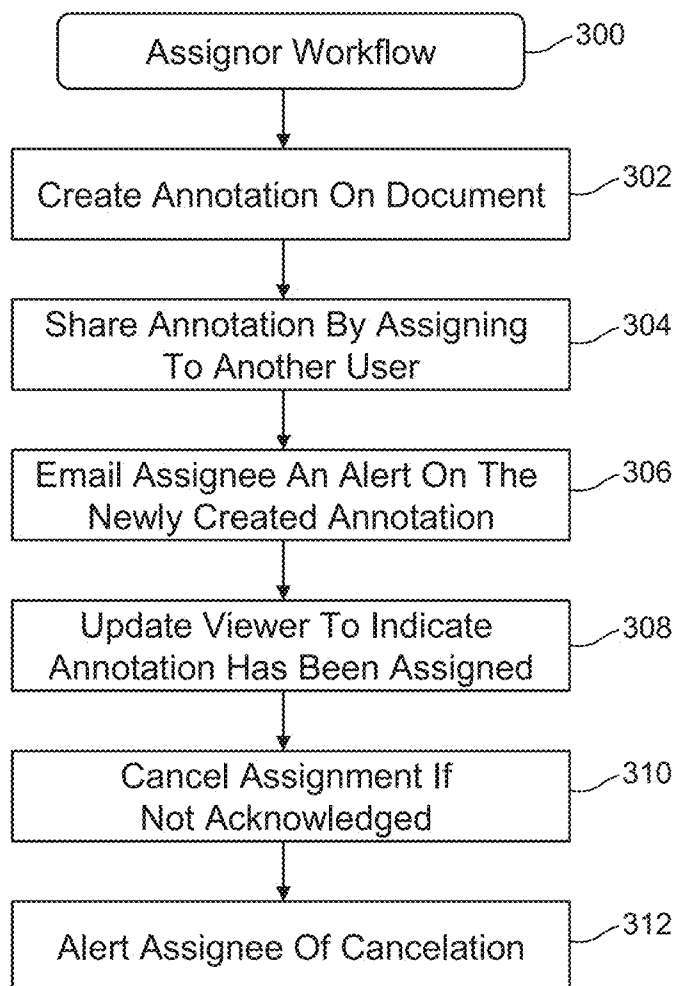 Assignor Workflow
300
Create Annotation On Document
302
Share Annotation By Assigning
To Another User
304
Email Assignee An Alert On The
Newly Created Annotation
306
Update Viewer To Indicate
Annotation Has Been Assigned
308
Cancel Assignment If
Not Acknowledged
310
Alert Assignee Of Cancelation
312